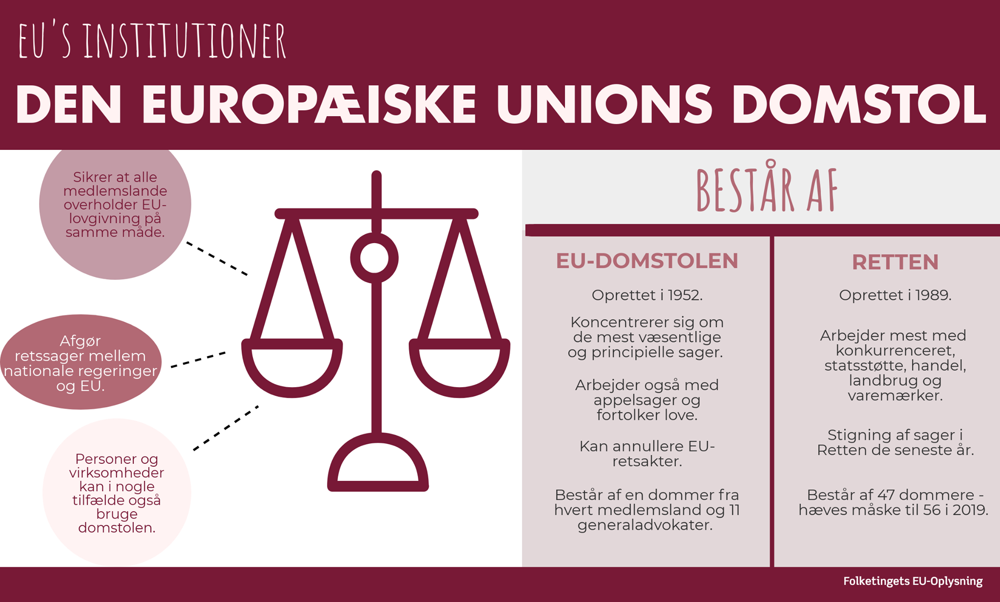 EU'S INSTITUTIONER
DEN EUROPÆISKE UNIONS DOMSTOL
Sikrer at alle
medlemslande
overholder EU-
lovgivning på
samme måde.
Afgør
retssager mellem
nationale regeringer
og EU.
Personer og
virksomheder
kan i nogle
tilfælde også
bruge
domstolen.
BESTÅR AF
EU-DOMSTOLEN
Oprettet i 1952.
Koncentrerer sig om
de mest væsentlige
og principielle sager.
Arbejder også med
appelsager og
fortolker love.
Kan annullere EU-
retsakter.
Består af en dommer fra
hvert medlemsland og 11
generaladvokater.
RETTEN
Oprettet i 1989.
Arbejder mest med
konkurrenceret,
statsstøtte, handel,
landbrug og
varemærker.
Stigning af sager i
Retten de seneste år.
Består af 47 dommere -
hæves måske til 56 i 2019.
Folketingets EU-Oplysning